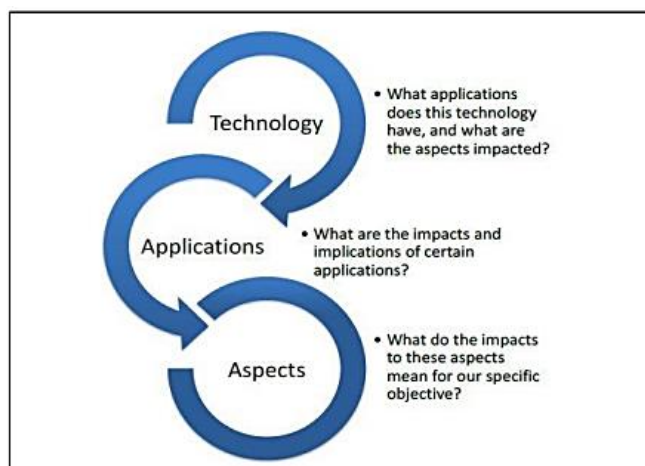 Technology
• What applications
does this technology
have, and what are
the aspects impacted?
Applications
• What are the impacts and
implications of certain
applications?
Aspects
• What do the impacts
to these aspects
mean for our specific
objective?